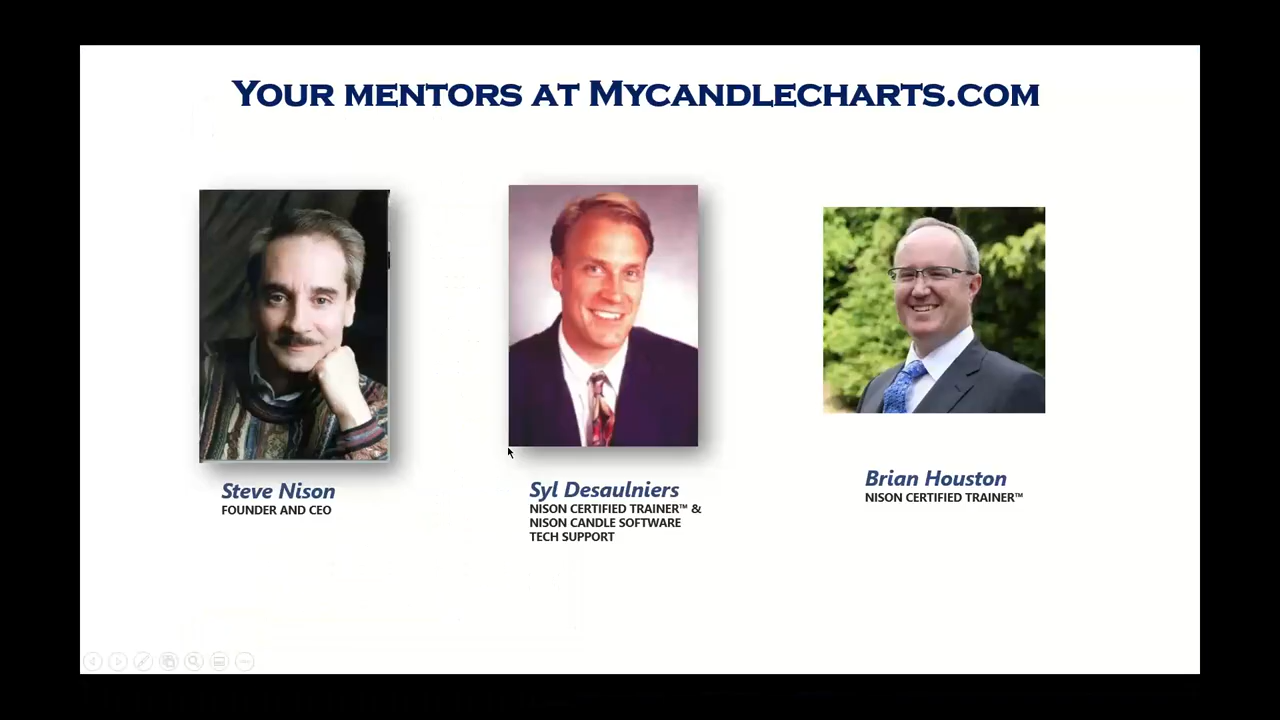 YOUR MENTORS AT MYCANDLECHARTS.COM
Steve Nison
FOUNDER AND CEO
Syl Desaulniers
NISON CERTIFIED TRAINER™ &
NISON CANDLE SOFTWARE
TECH SUPPORT
Brian Houston
NISON CERTIFIED TRAINER™